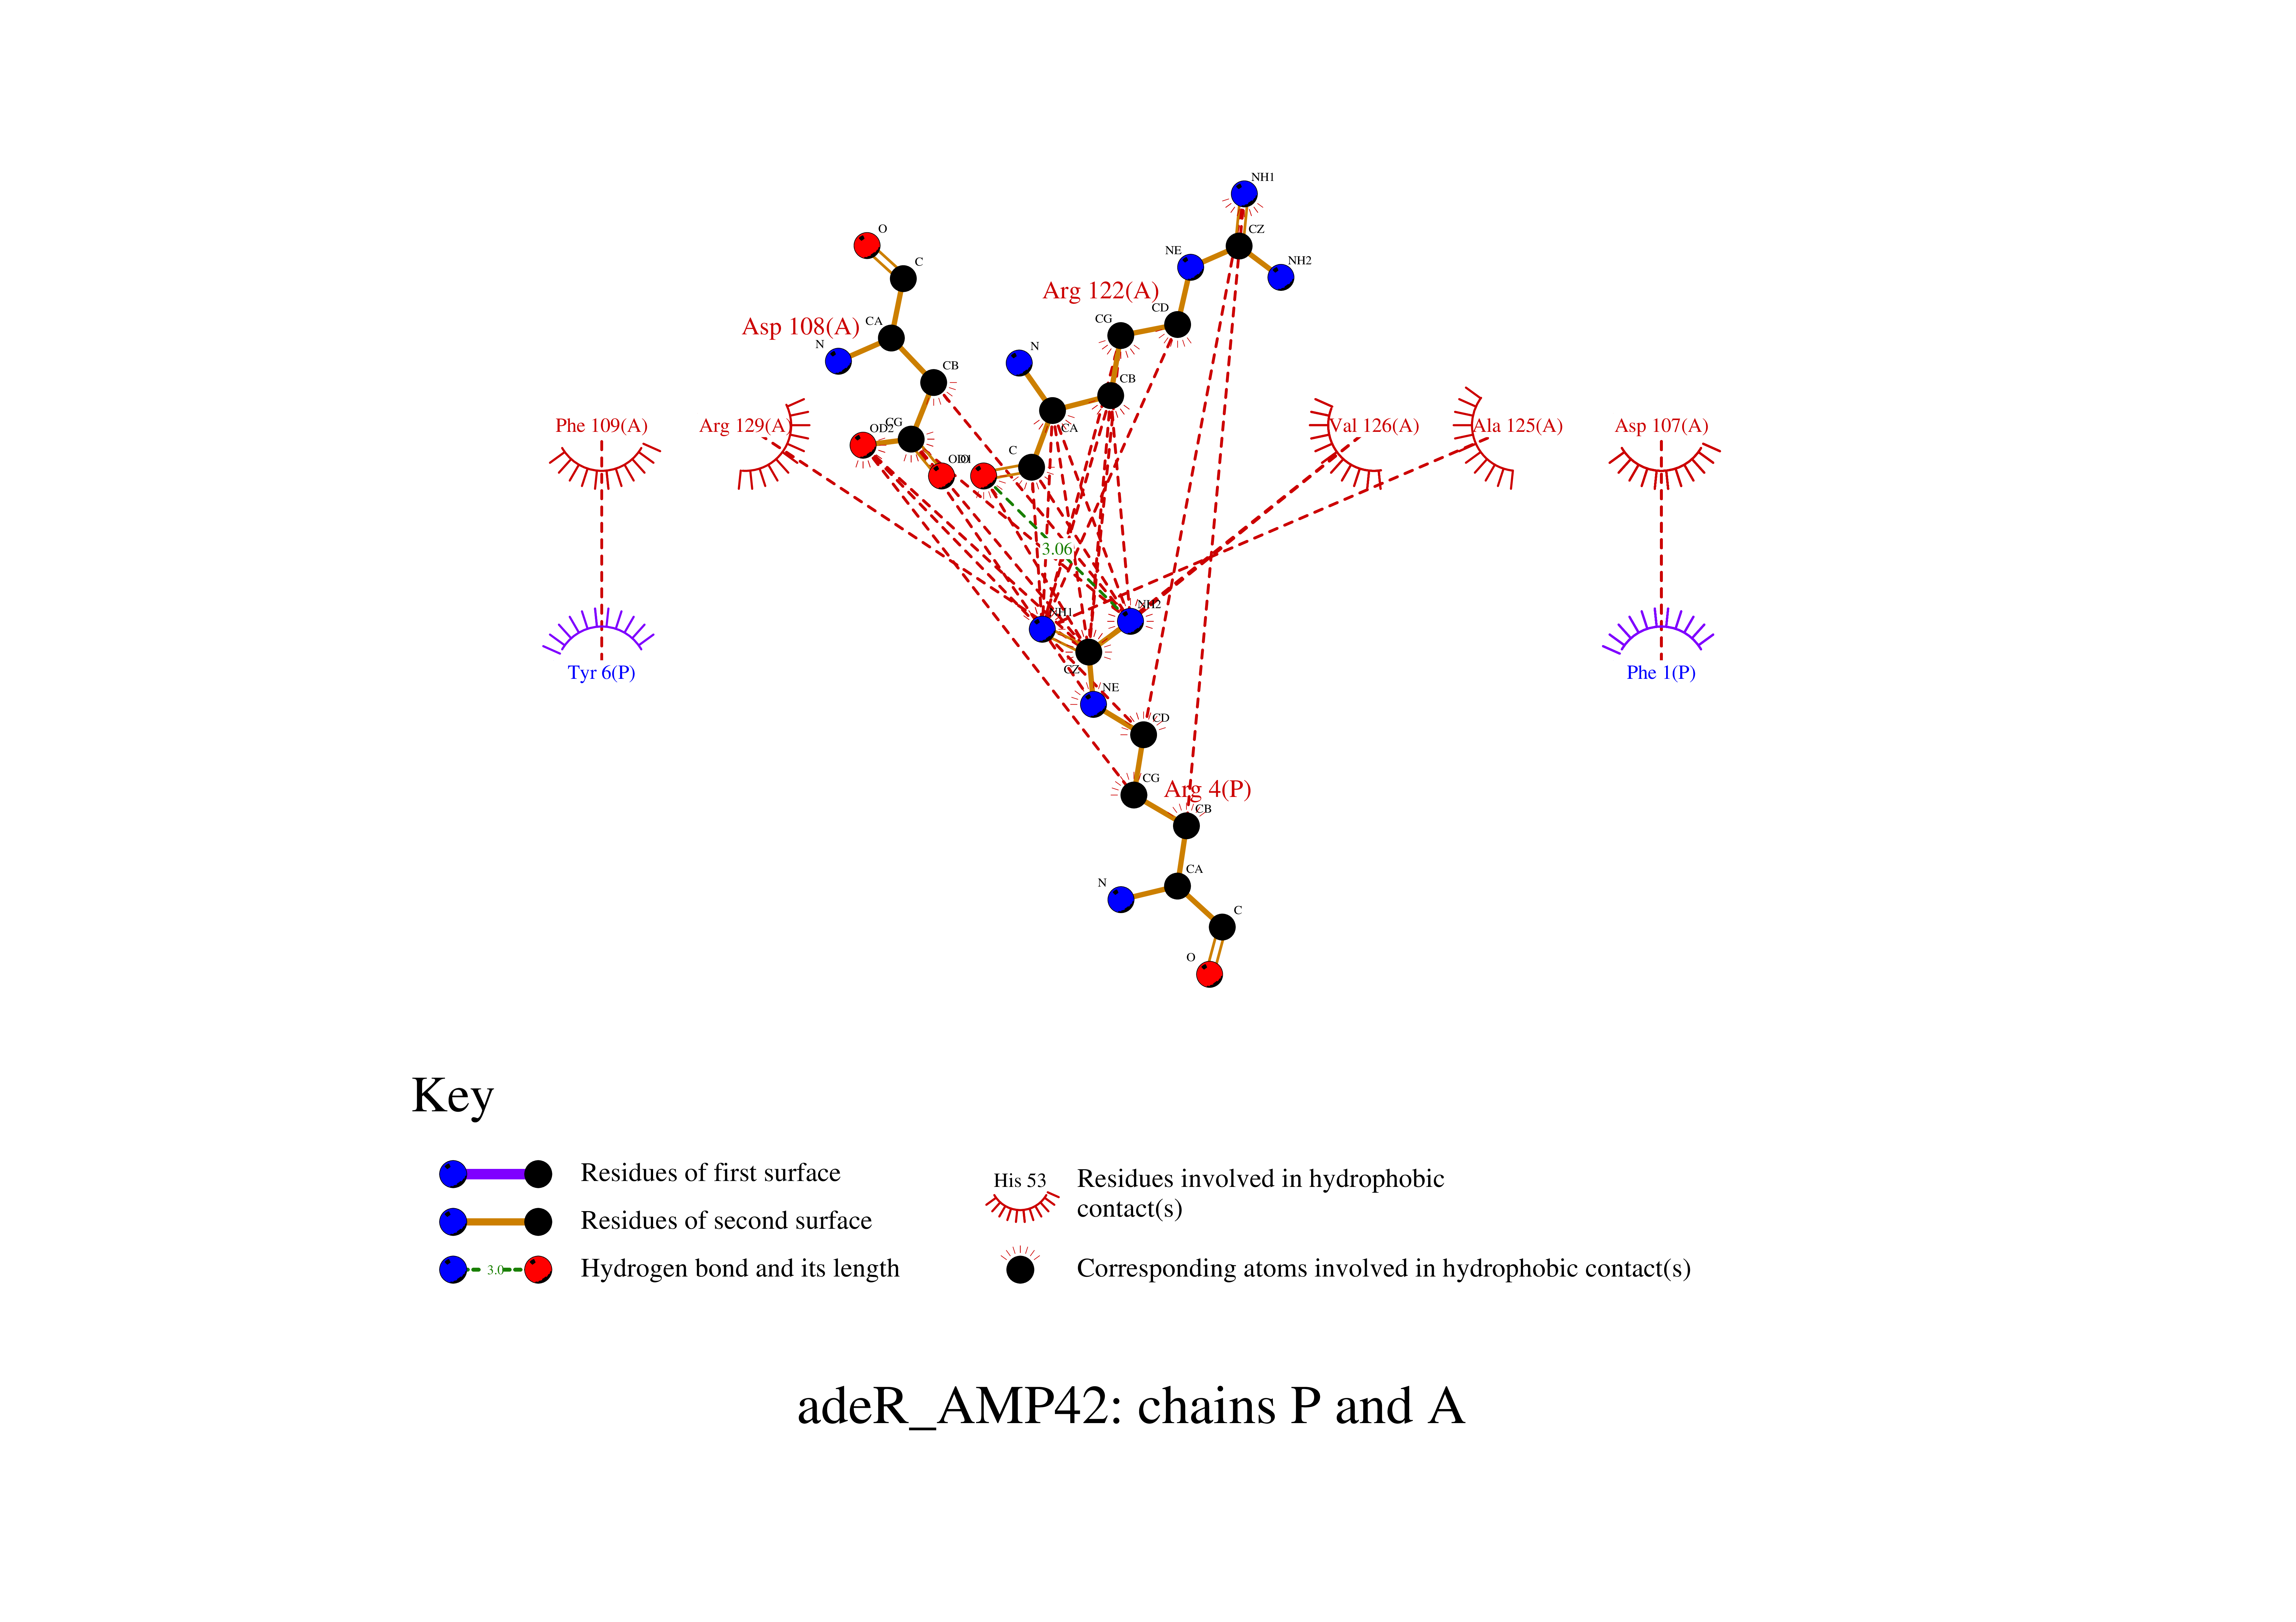 NH1
O
CZ
NE
NH2
C
Arg 122(A)
CD
CA
CG
Asp 108(A)
N
N
CB
CB
Phe 109(A)
Arg 129(A)
OD2
CG
CA
Val 126(A)
Ala 125(A)
Asp 107(A)
C
OD1
O
3.06
NH1
NH2
Tyr 6(P)
CZ
Phe 1(P)
NE
CD
CG
Arg 4(P)
CB
CA
N
C
O
Key
Residues of first surface
Residues of second surface
3.0
Hydrogen bond and its length
His 53
Residues involved in hydrophobic
contact(s)
Corresponding atoms involved in hydrophobic contact(s)
adeR_AMP42: chains P and A